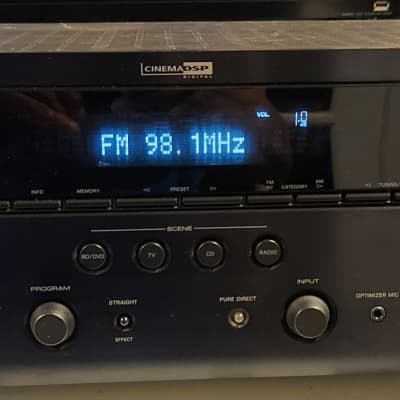 CINEMA DSP
DIGITAL
VOL
FM 98.1MHz
INFO MEMORY PRESET FM CATEGORY AM TUNING
SCENE
BD/DVD TV CD RADIO
PROGRAM STRAIGHT PURE DIRECT INPUT OPTIMIZER MIC
EFFECT